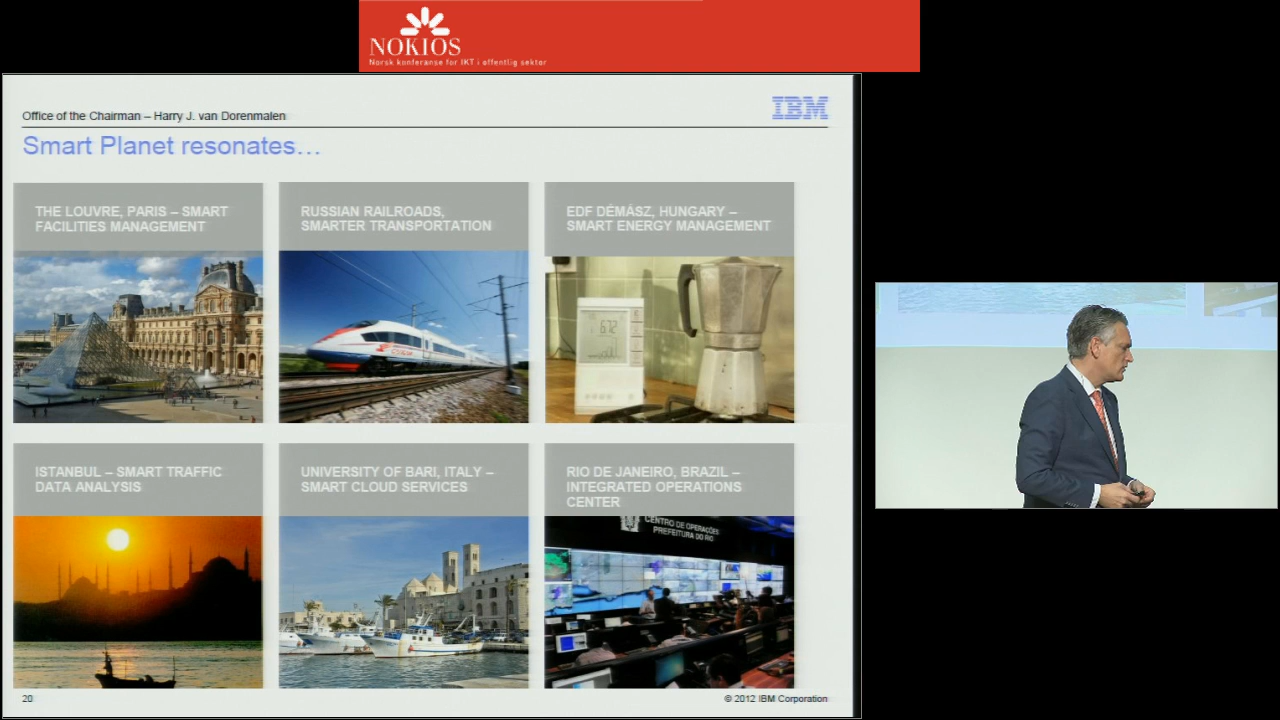 NOKIOS
Norsk konferanse for IKT i offentlig sektor
Office of the Chairman – Harry J. van Dorenmalen
IBM
Smart Planet resonates…
THE LOUVRE, PARIS – SMART
FACILITIES MANAGEMENT
RUSSIAN RAILROADS,
SMARTER TRANSPORTATION
EDF DÉMÁSZ, HUNGARY –
SMART ENERGY MANAGEMENT
672
ISTANBUL – SMART TRAFFIC
DATA ANALYSIS
UNIVERSITY OF BARI, ITALY –
SMART CLOUD SERVICES
RIO DE JANEIRO, BRAZIL –
INTEGRATED OPERATIONS
CENTER
CENTRO DE OPERAÇÕES
PREFEITURA DO RIO
20
© 2012 IBM Corporation